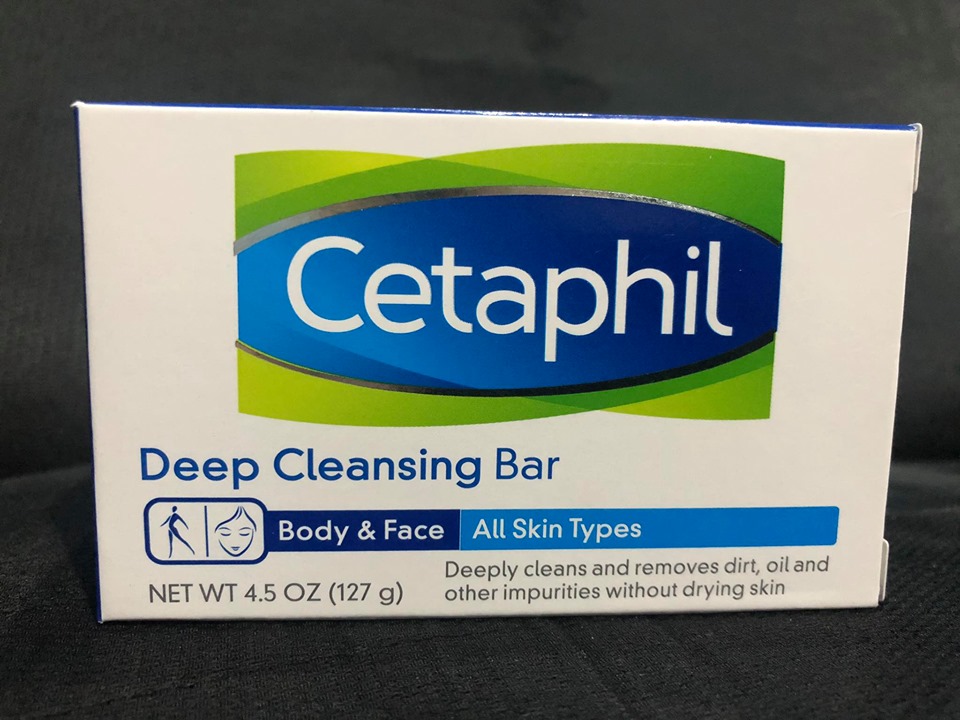 Cetaphil
Deep Cleansing Bar
Body & Face All Skin Types
NET WT 4.5 OZ (127 g)
Deeply cleans and removes dirt, oil and
other impurities without drying skin